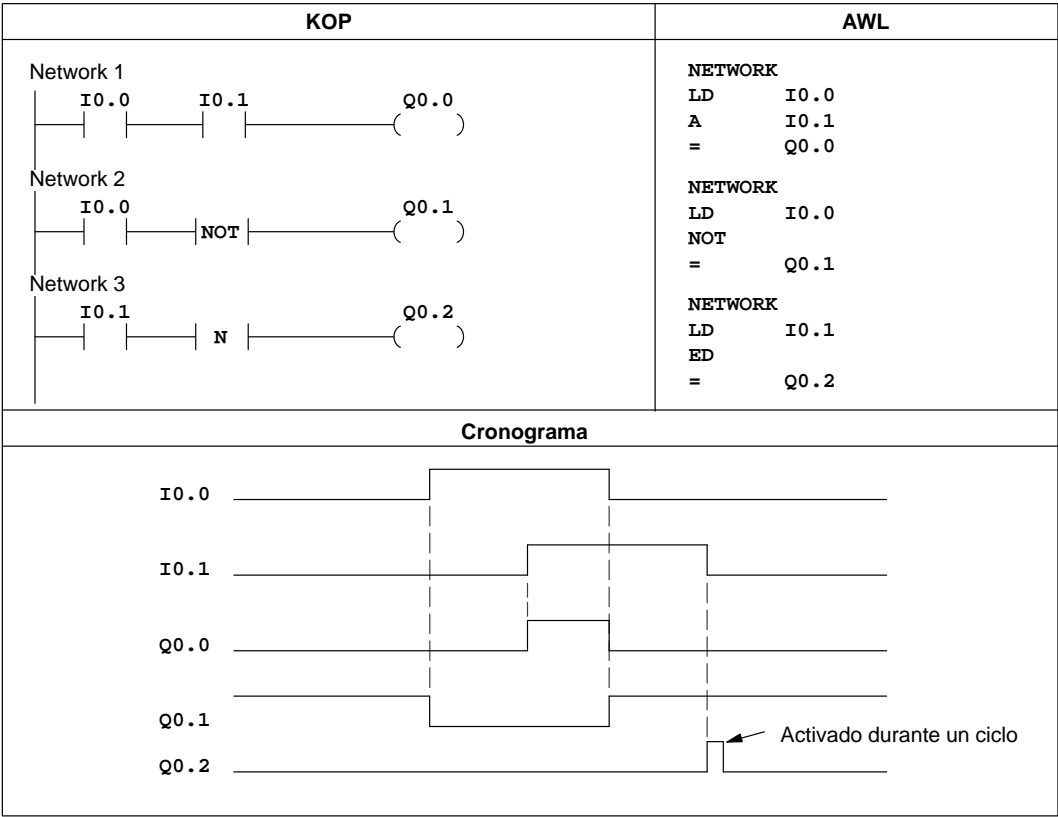 KOP
AWL
Network 1
I0.0 I0.1 Q0.0
Network 2
I0.0 Q0.1
NOT
Network 3
I0.1 Q0.2
N
NETWORK
LD I0.0
A I0.1
= Q0.0
NETWORK
LD I0.0
NOT
= Q0.1
NETWORK
LD I0.1
ED
= Q0.2
Cronograma
I0.0
I0.1
Q0.0
Q0.1
Activado durante un ciclo
Q0.2